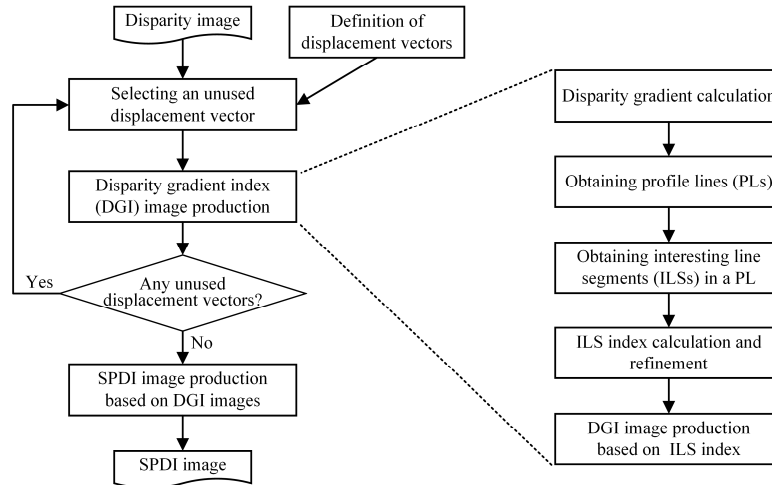 Disparity image
Definition of
displacement vectors
Selecting an unused
displacement vector
Disparity gradient index
(DGI) image production
Yes
Any unused
displacement vectors?
No
SPDI image production
based on DGI images
SPDI image
Disparity gradient calculation
Obtaining profile lines (PLs)
Obtaining interesting line
segments (ILSs) in a PL
ILS index calculation and
refinement
DGI image production
based on ILS index